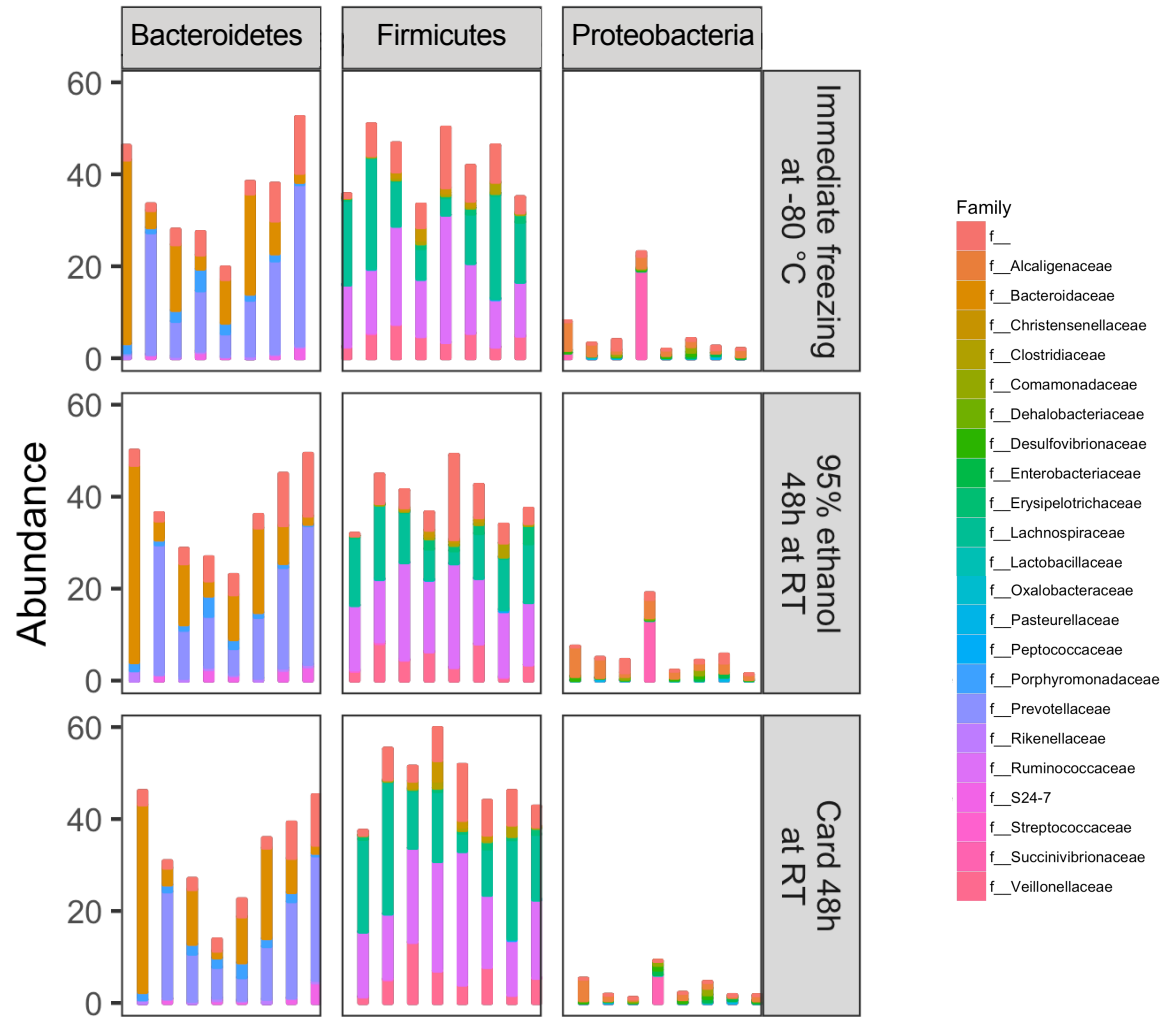 Bacteroidetes
Firmicutes
Proteobacteria
60
40
20
0
Immediate freezing
at -80 °C
Abundance
60
40
20
0
95% ethanol
48h at RT
60
40
20
0
Card 48h
at RT
Family
f__
f__Alcaligenaceae
f__Bacteroidaceae
f__Christensenellaceae
f__Clostridiaceae
f__Comamonadaceae
f__Dehalobacteriaceae
f__Desulfovibrionaceae
f__Enterobacteriaceae
f__Erysipelotrichaceae
f__Lachnospiraceae
f__Lactobacillaceae
f__Oxalobacteraceae
f__Pasteurellaceae
f__Peptococcaceae
f__Porphyromonadaceae
f__Prevotellaceae
f__Rikenellaceae
f__Ruminococcaceae
f__S24-7
f__Streptococcaceae
f__Succinivibrionaceae
f__Veillonellaceae